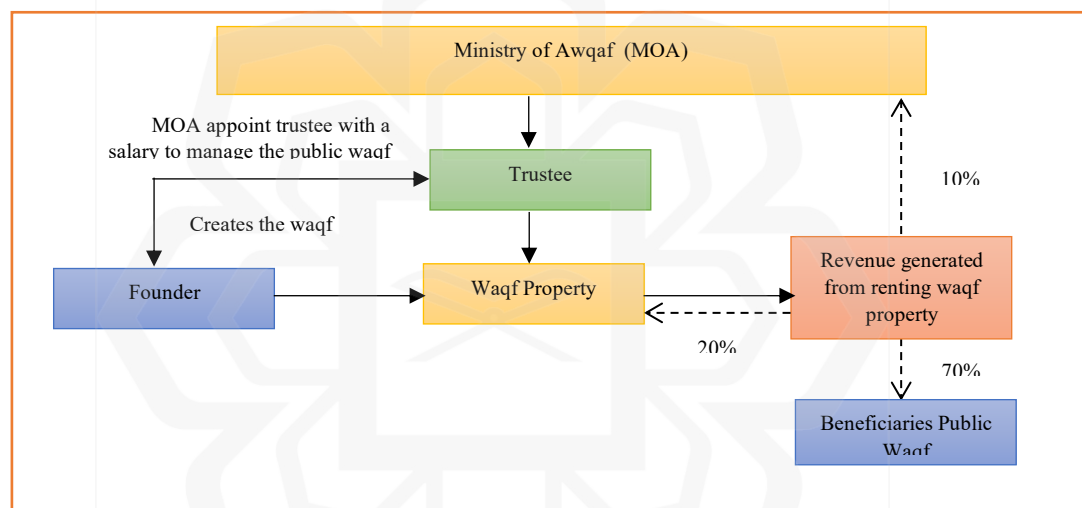 Ministry of Awqaf (MOA)
MOA appoint trustee with a
salary to manage the public waqf
Trustee
10%
Creates the waqf
Founder
Waqf Property
Revenue generated
from renting waqf
property
20%
70%
Beneficiaries Public
Waqf